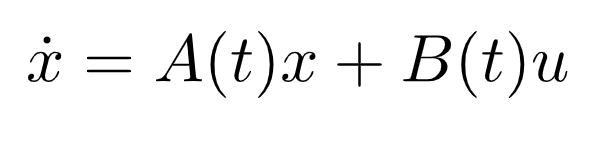 ẋ = A(t)x + B(t)u